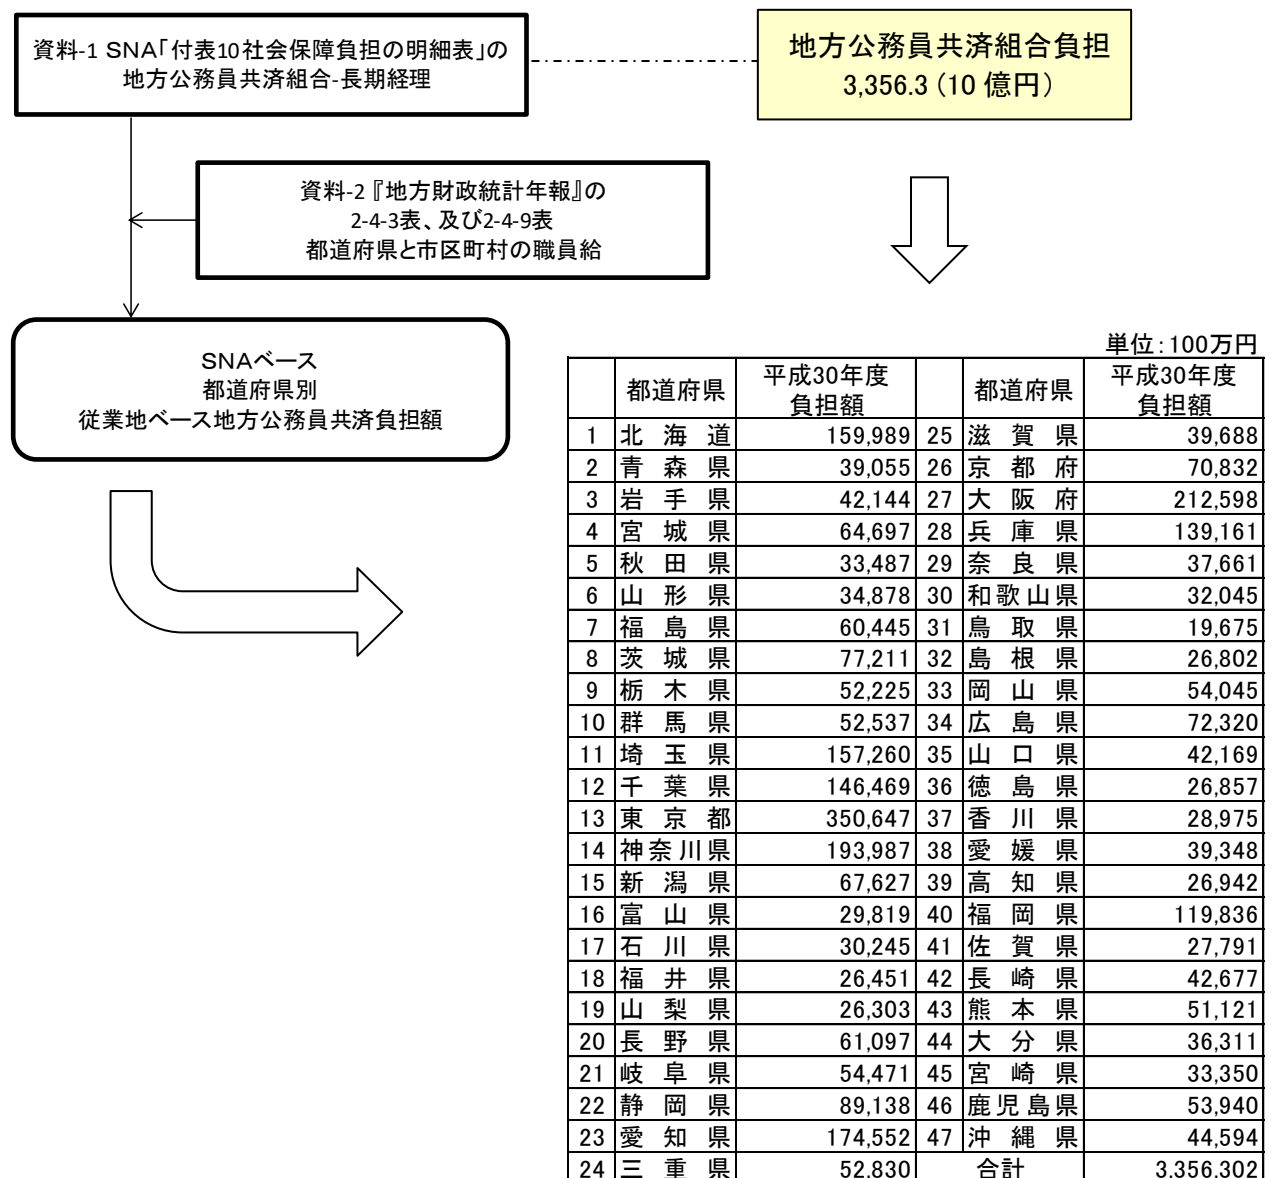 資料-1 SNA「付表10社会保障負担の明細表」の
地方公務員共済組合-長期経理
地方公務員共済組合負担
3,356.3(10 億円)
資料-2『地方財政統計年報』の
2-4-3表、及び2-4-9表
都道府県と市区町村の職員給
SNAベース
都道府県別
従業地ベース地方公務員共済負担額
単位:100万円
都道府県 平成30年度 負担額 都道府県 平成30年度 負担額
1 北海道 159,989 25 滋賀県 39,688
2 青森県 39,055 26 京都府 70,832
3 岩手県 42,144 27 大阪府 212,598
4 宮城県 64,697 28 兵庫県 139,161
5 秋田県 33,487 29 奈良県 37,661
6 山形県 34,878 30 和歌山県 32,045
7 福島県 60,445 31 鳥取県 19,675
8 茨城県 77,211 32 島根県 26,802
9 栃木県 52,225 33 岡山県 54,045
10 群馬県 52,537 34 広島県 72,320
11 埼玉県 157,260 35 山口県 42,169
12 千葉県 146,469 36 徳島県 26,857
13 東京都 350,647 37 香川県 28,975
14 神奈川県 193,987 38 愛媛県 39,348
15 新潟県 67,627 39 高知県 26,942
16 富山県 29,819 40 福岡県 119,836
17 石川県 30,245 41 佐賀県 27,791
18 福井県 26,451 42 長崎県 42,677
19 山梨県 26,303 43 熊本県 51,121
20 長野県 61,097 44 大分県 36,311
21 岐阜県 54,471 45 宮崎県 33,350
22 静岡県 89,138 46 鹿児島県 53,940
23 愛知県 174,552 47 沖縄県 44,594
24 三重県 52,830 合計 3,356,302